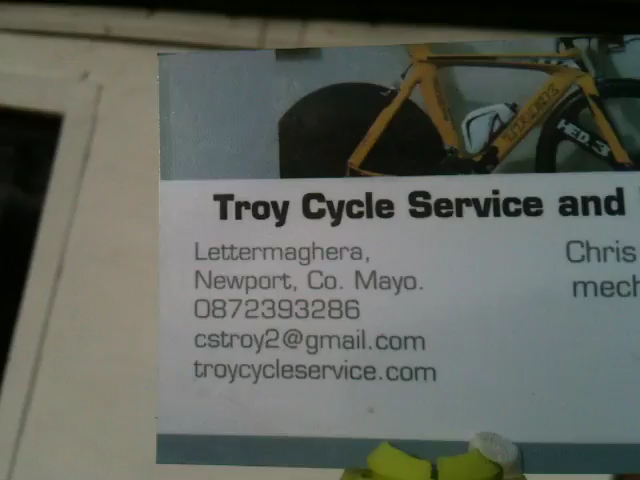 HED.3
Troy Cycle Service and
Lettermaghera,
Newport, Co. Mayo.
0872393286
cstroy2@gmail.com
troycycleservice.com
Chris
mech